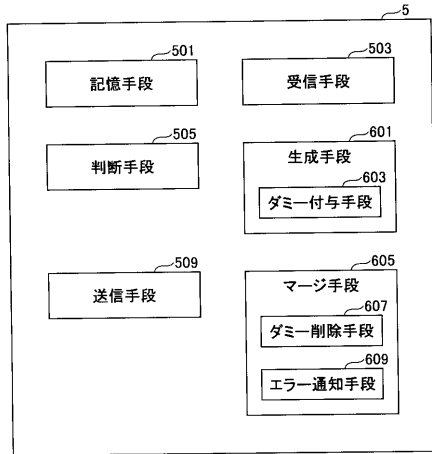 5
501
記憶手段
503
受信手段
505
判断手段
601
生成手段
603
ダミー付与手段
509
送信手段
605
マージ手段
607
ダミー削除手段
609
エラー通知手段